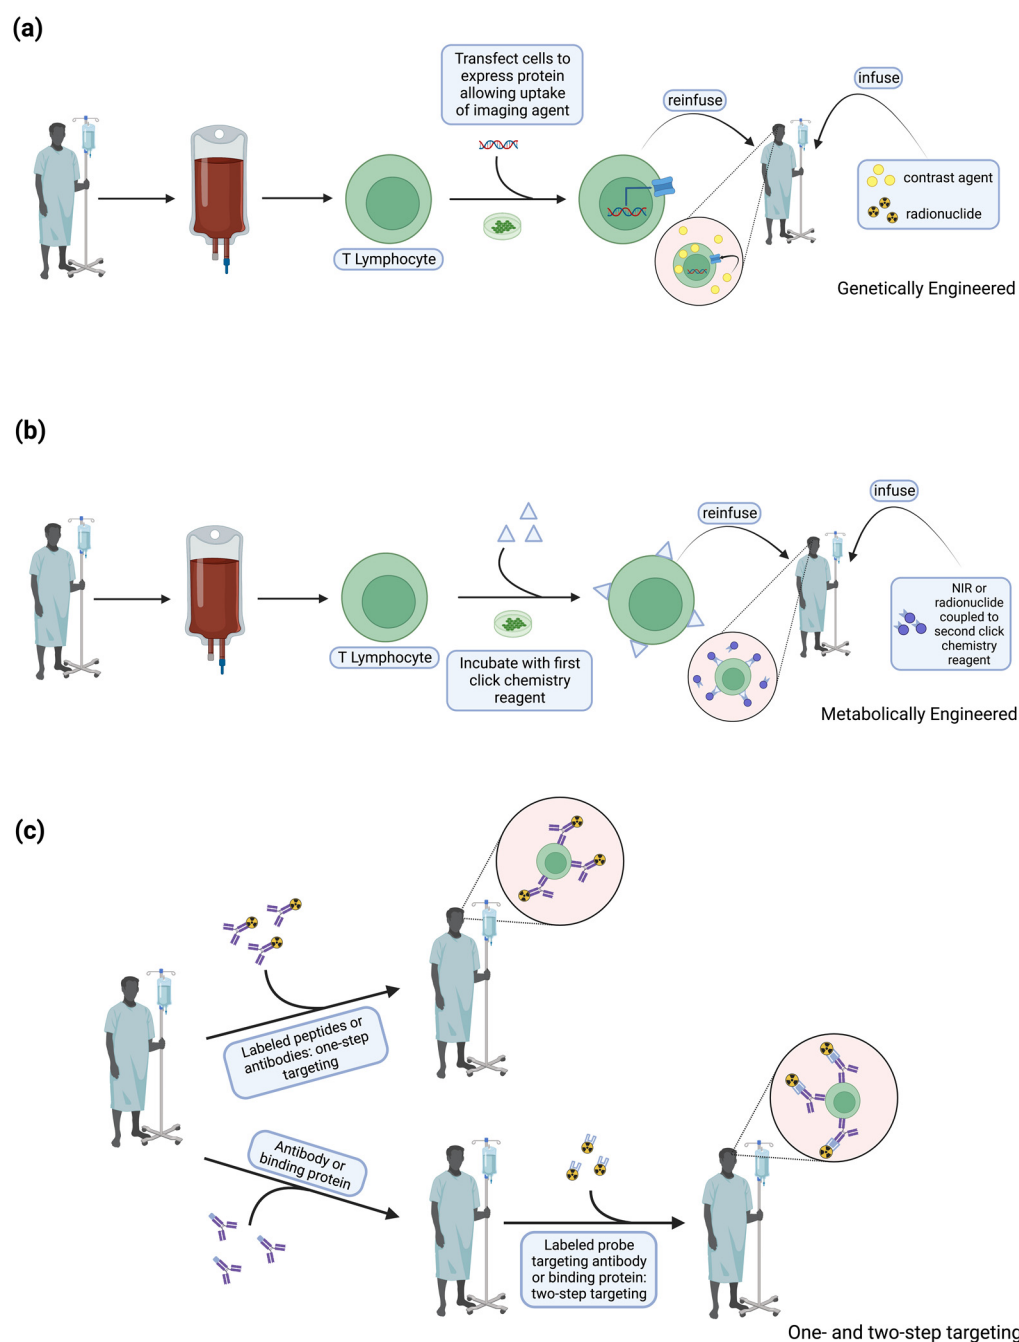 (a)
Transfect cells to
express protein
allowing uptake
of imaging agent
reinfuse
infuse
contrast agent
radionuclide
T Lymphocyte
Genetically Engineered
(b)
reinfuse
infuse
NIR or
radionuclide
coupled to
second click
chemistry
reagent
T Lymphocyte
Incubate with first
click chemistry
reagent
Metabolically Engineered
(c)
Labeled peptides or
antibodies: one-step
targeting
Antibody or
binding protein
Labeled probe
targeting antibody
or binding protein:
two-step targeting
One- and two-step targeting